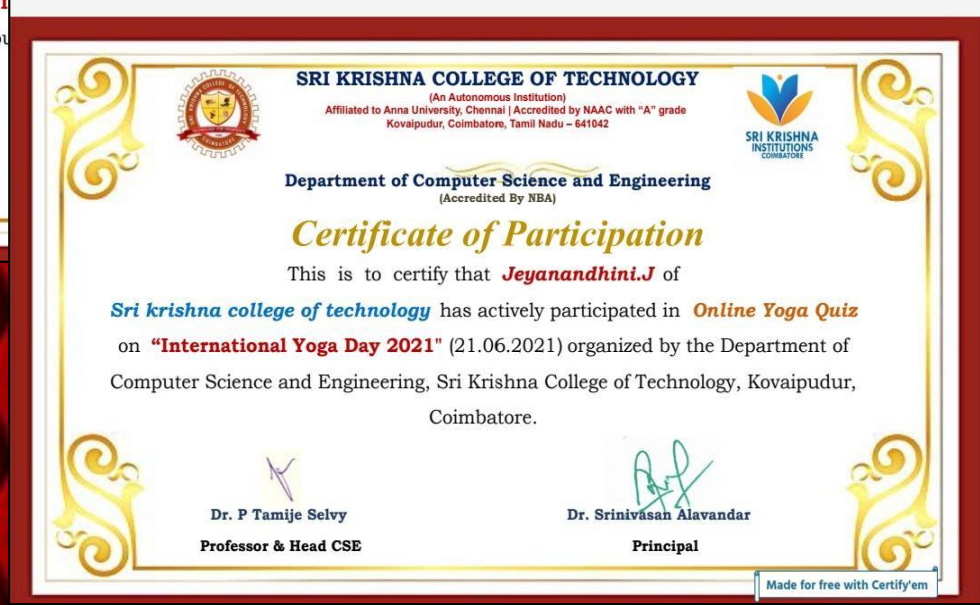 SRI KRISHNA COLLEGE OF TECHNOLOGY
(An Autonomous Institution)
Affiliated to Anna University, Chennai | Accredited by NAAC with “A” grade
Kovaipudur, Coimbatore, Tamil Nadu – 641042
SRI KRISHNA
INSTITUTIONS
COIMBATORE
Department of Computer Science and Engineering
(Accredited By NBA)
Certificate of Participation
This is to certify that Jeyanandhini.J of
Sri krishna college of technology has actively participated in Online Yoga Quiz
on “International Yoga Day 2021" (21.06.2021) organized by the Department of
Computer Science and Engineering, Sri Krishna College of Technology, Kovaipudur,
Coimbatore.
Dr. P Tamije Selvy
Professor & Head CSE
Dr. Srinivasan Alavandar
Principal
Made for free with Certify'em